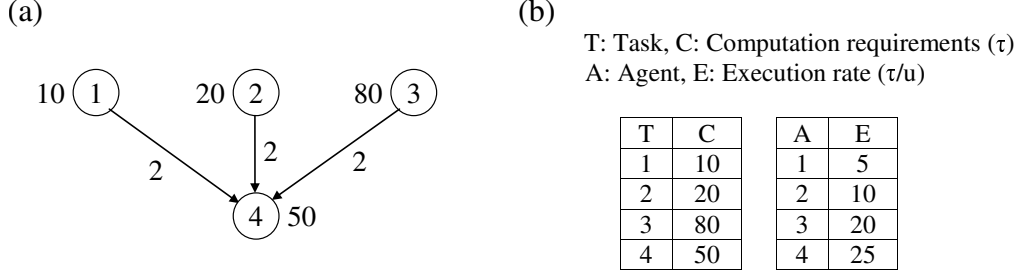 (a)
10 1 20 2 80 3
2 2 2
4 50
(b)
T: Task, C: Computation requirements (τ)
A: Agent, E: Execution rate (τ/u)
T C A E
1 10 1 5
2 20 2 10
3 80 3 20
4 50 4 25